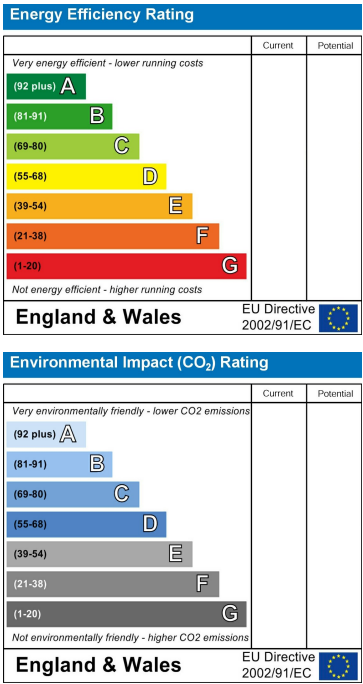 Energy Efficiency Rating
Current Potential
Very energy efficient - lower running costs
(92 plus) A
(81-91) B
(69-80) C
(55-68) D
(39-54) E
(21-38) F
(1-20) G
Not energy efficient - higher running costs
England & Wales
EU Directive
2002/91/EC
Environmental Impact (CO₂) Rating
Current Potential
Very environmentally friendly - lower CO2 emissions
(92 plus) A
(81-91) B
(69-80) C
(55-68) D
(39-54) E
(21-38) F
(1-20) G
Not environmentally friendly - higher CO2 emissions
England & Wales
EU Directive
2002/91/EC